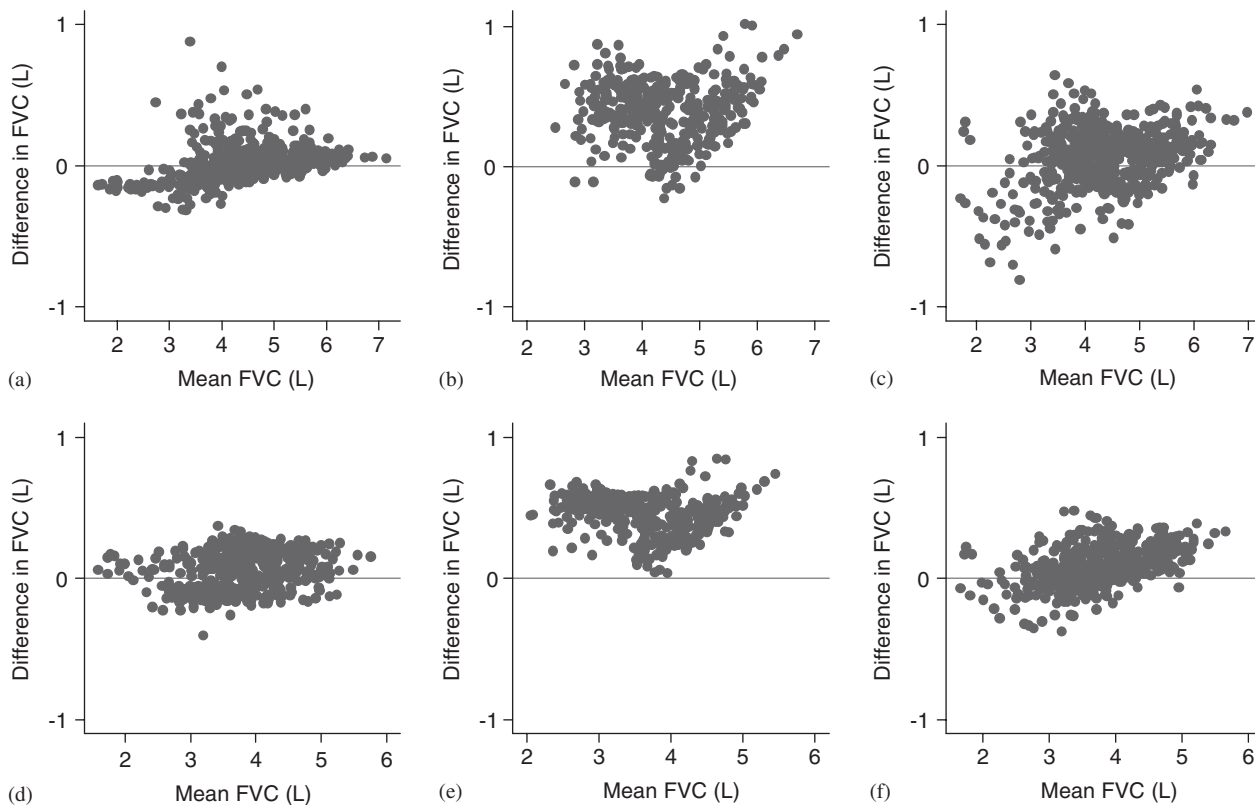 1
0
-1
Difference in FVC (L)
2 3 4 5 6 7
Mean FVC (L)
(a)
1
0
-1
Difference in FVC (L)
2 3 4 5 6 7
Mean FVC (L)
(b)
1
0
-1
Difference in FVC (L)
2 3 4 5 6 7
Mean FVC (L)
(c)
1
0
-1
Difference in FVC (L)
2 3 4 5 6
Mean FVC (L)
(d)
1
0
-1
Difference in FVC (L)
2 3 4 5 6
Mean FVC (L)
(e)
1
0
-1
Difference in FVC (L)
2 3 4 5 6
Mean FVC (L)
(f)